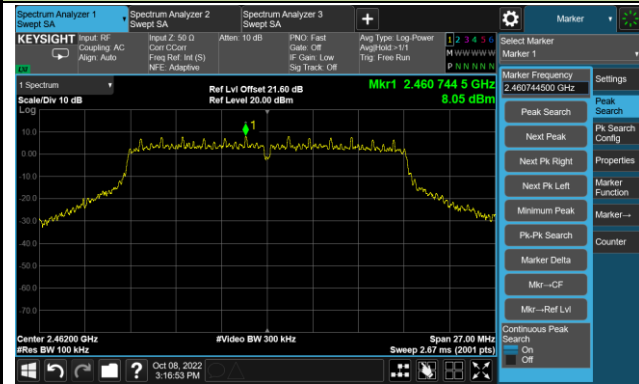 Spectrum Analyzer 1
Swept SA
Spectrum Analyzer 2
Swept SA
Spectrum Analyzer 3
Swept SA
Marker
KEYSIGHT
Input: RF
Coupling: AC
Align: Auto
Input Z: 50 Ω
Corr CCorr
Freq Ref: Int (S)
NFE: Adaptive
Atten: 10 dB
PNO: Fast
Gate: Off
IF Gain: Low
Sig Track: Off
Avg Type: Log-Power
Avg|Hold:>1/1
Trig: Free Run
1 2 3 4 5 6
M W W W W W
P N N N N N
LXI
Select Marker
Marker 1
1 Spectrum
Scale/Div 10 dB
Ref Lvl Offset 21.60 dB
Ref Level 20.00 dBm
Mkr1 2.460 744 5 GHz
8.05 dBm
Log
10.0
0.00
-10.0
-20.0
-30.0
-40.0
-50.0
-60.0
-70.0
1
Center 2.46200 GHz
#Res BW 100 kHz
#Video BW 300 kHz
Span 27.00 MHz
Sweep 2.67 ms (2001 pts)
Marker Frequency
2.460744500 GHz
Peak Search
Next Peak
Next Pk Right
Next Pk Left
Minimum Peak
Pk-Pk Search
Marker Delta
Mkr→CF
Mkr→Ref Lvl
Continuous Peak
Search
On
Off
Settings
Peak
Search
Pk Search
Config
Properties
Marker
Function
Marker→
Counter
Oct 08, 2022
3:16:53 PM